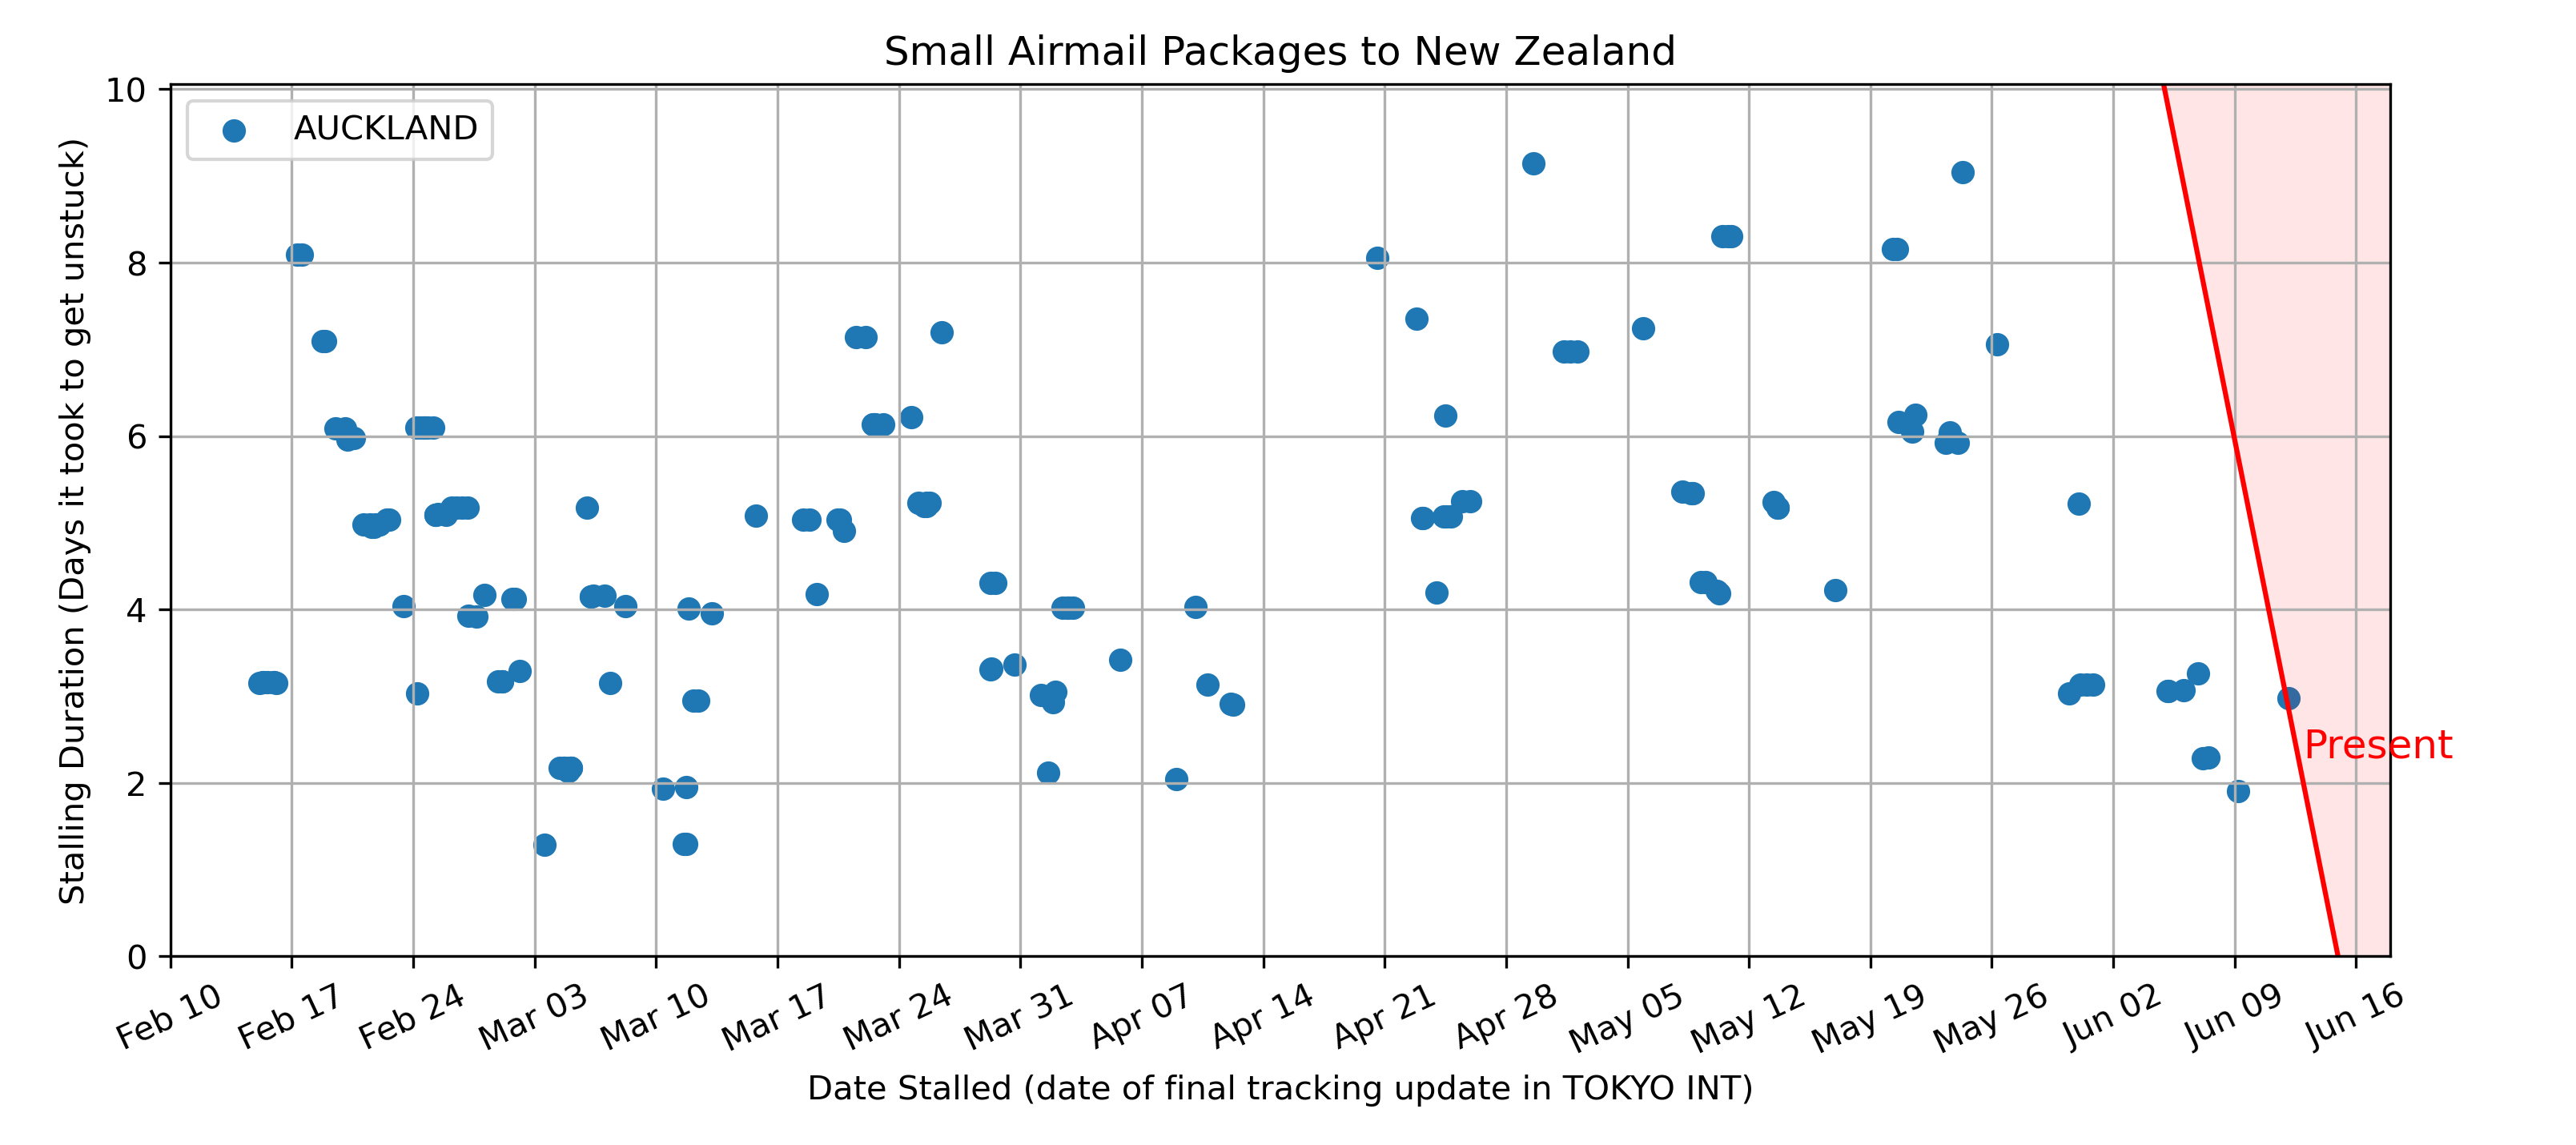 Small Airmail Packages to New Zealand
AUCKLAND
Stalling Duration (Days it took to get unstuck)
10
8
6
4
2
0
Present
Feb 10
Feb 17
Feb 24
Mar 03
Mar 10
Mar 17
Mar 24
Mar 31
Apr 07
Apr 14
Apr 21
Apr 28
May 05
May 12
May 19
May 26
Jun 02
Jun 09
Jun 16
Date Stalled (date of final tracking update in TOKYO INT)